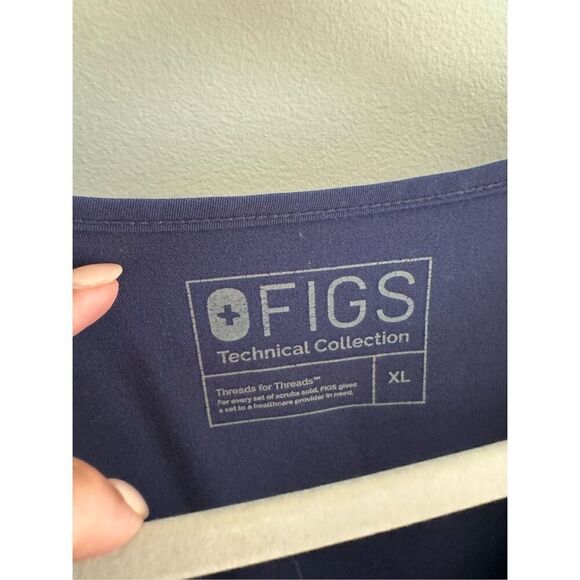 FIGS
Technical Collection
Threads for Threads™
For every set of scrubs sold, FIGS gives
a set to a healthcare provider in need.
XL